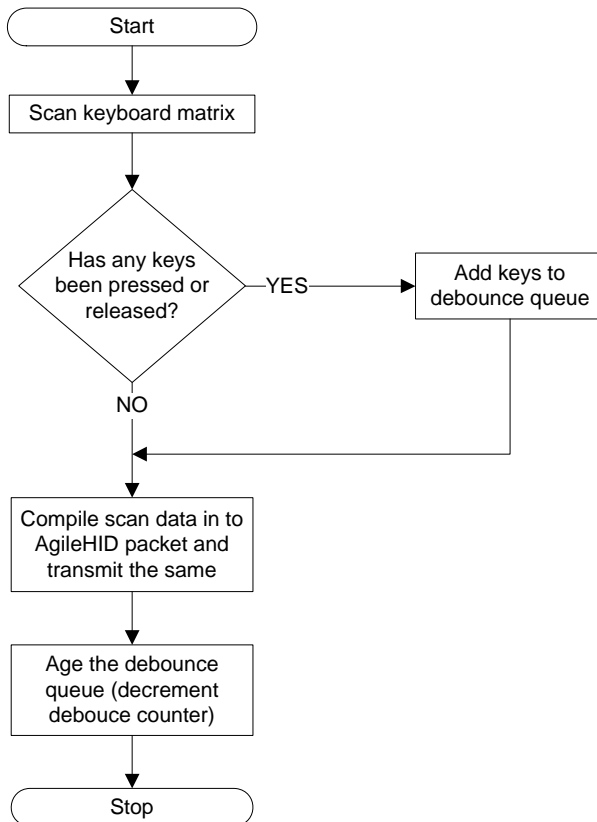 Start
Scan keyboard matrix
Has any keys
been pressed or
released?
YES
Add keys to
debounce queue
NO
Compile scan data in to
AgileHID packet and
transmit the same
Age the debounce
queue (decrement
debouce counter)
Stop